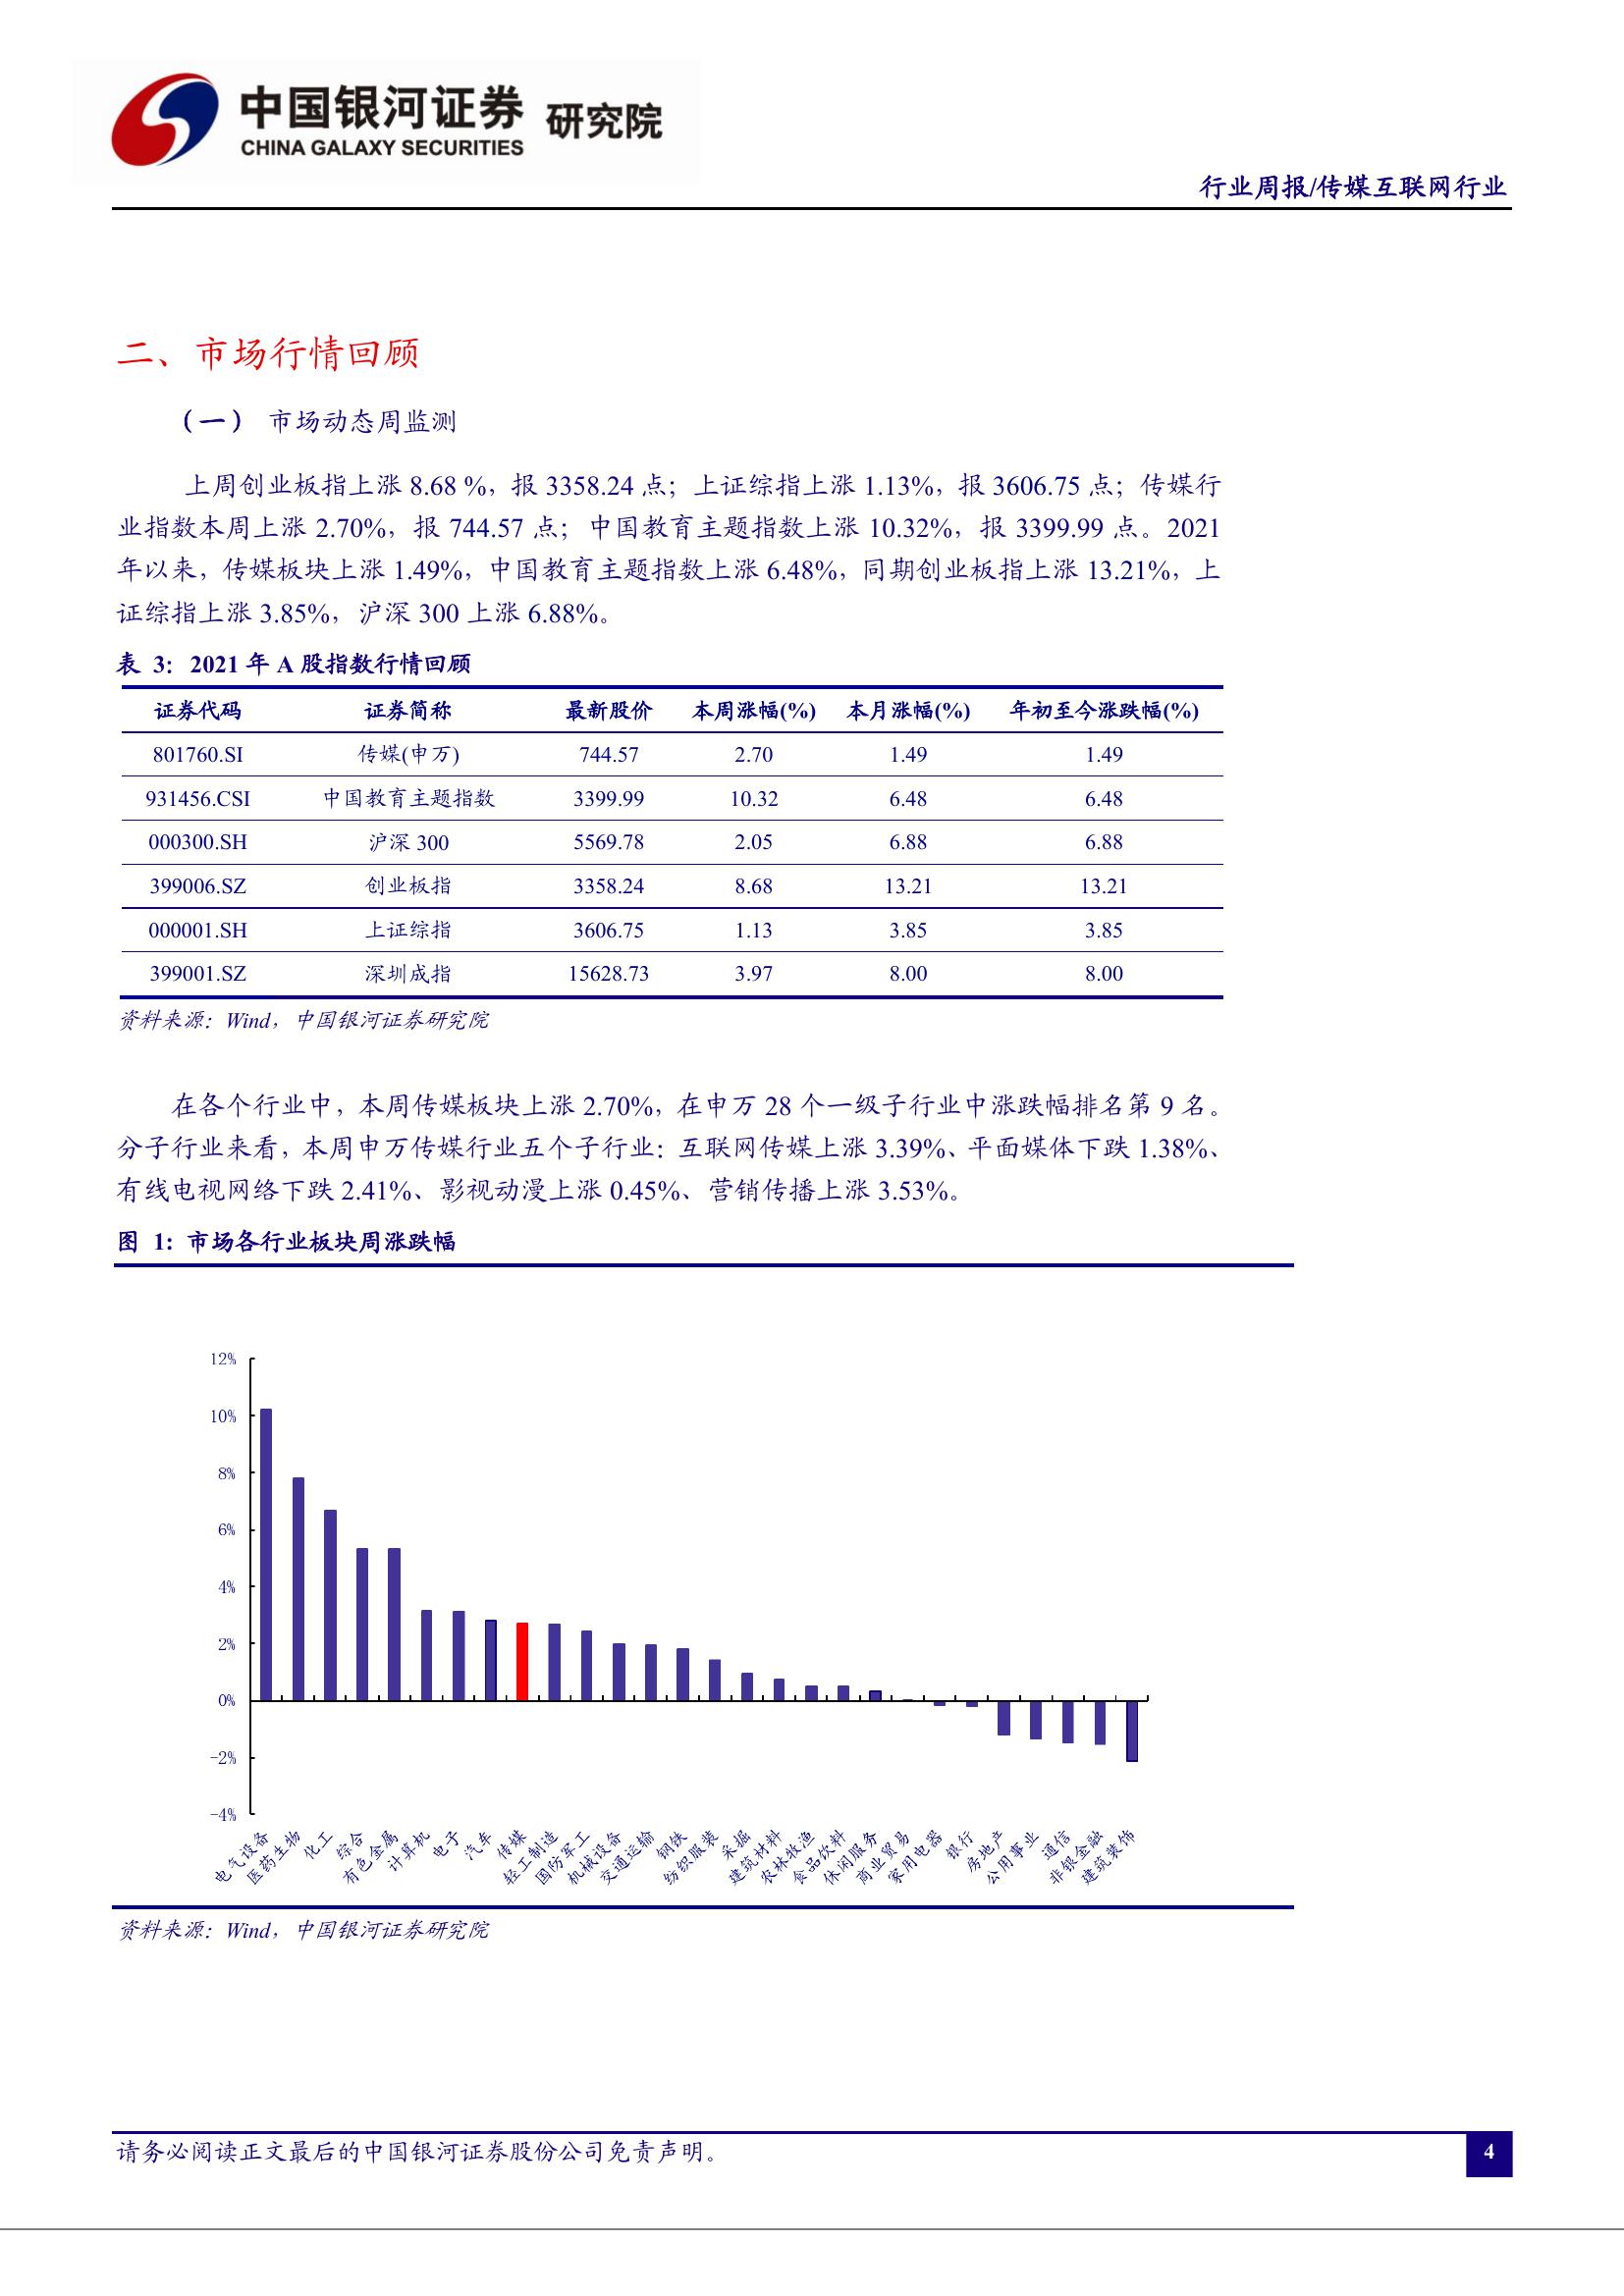 中国银河证券 研究院
CHINA GALAXY SECURITIES
行业周报/传媒互联网行业
二、市场行情回顾
（一） 市场动态周监测
上周创业板指上涨 8.68 %，报 3358.24 点；上证综指上涨 1.13%，报 3606.75 点；传媒行
业指数本周上涨 2.70%，报 744.57 点；中国教育主题指数上涨 10.32%，报 3399.99 点。2021
年以来，传媒板块上涨 1.49%，中国教育主题指数上涨 6.48%，同期创业板指上涨 13.21%，上
证综指上涨 3.85%，沪深 300 上涨 6.88%。
表 3：2021 年 A 股指数行情回顾
证券代码 证券简称 最新股价 本周涨幅(%) 本月涨幅(%) 年初至今涨跌幅(%)
801760.SI 传媒(申万) 744.57 2.70 1.49 1.49
931456.CSI 中国教育主题指数 3399.99 10.32 6.48 6.48
000300.SH 沪深 300 5569.78 2.05 6.88 6.88
399006.SZ 创业板指 3358.24 8.68 13.21 13.21
000001.SH 上证综指 3606.75 1.13 3.85 3.85
399001.SZ 深圳成指 15628.73 3.97 8.00 8.00
资料来源：Wind，中国银河证券研究院
在各个行业中，本周传媒板块上涨 2.70%，在申万 28 个一级子行业中涨跌幅排名第 9 名。
分子行业来看，本周申万传媒行业五个子行业：互联网传媒上涨 3.39%、平面媒体下跌 1.38%、
有线电视网络下跌 2.41%、影视动漫上涨 0.45%、营销传播上涨 3.53%。
图 1：市场各行业板块周涨跌幅
12%
10%
8%
6%
4%
2%
0%
-2%
-4%
电气设备
医药生物
化工
综合
有色金属
计算机
电子
汽车
传媒
轻工制造
国防军工
机械设备
交通运输
钢铁
纺织服装
采掘
建筑材料
农林牧渔
食品饮料
休闲服务
商业贸易
家用电器
银行
房地产
公用事业
通信
非银金融
建筑装饰
资料来源：Wind，中国银河证券研究院
请务必阅读正文最后的中国银河证券股份公司免责声明。
4